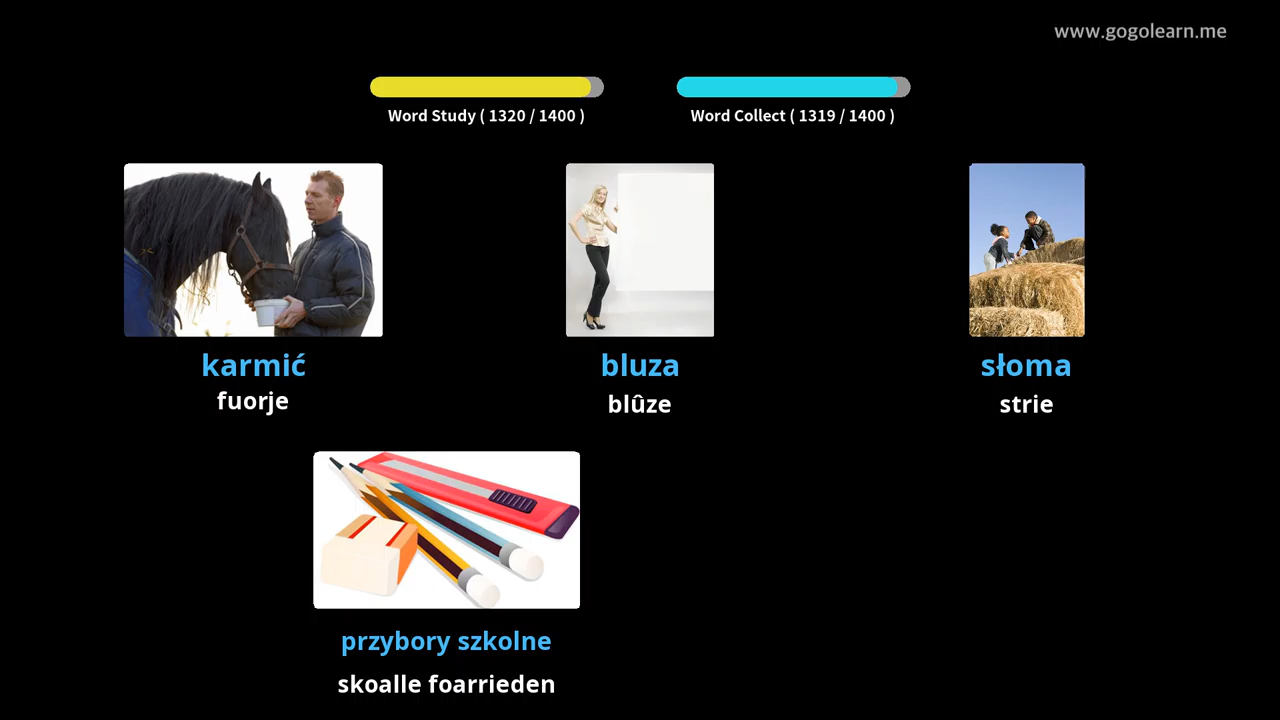 www.gogolearn.me
Word Study ( 1320 / 1400 )
Word Collect ( 1319 / 1400 )
karmić
fuorje
bluza
blûze
słoma
strie
przybory szkolne
skoalle foarrieden